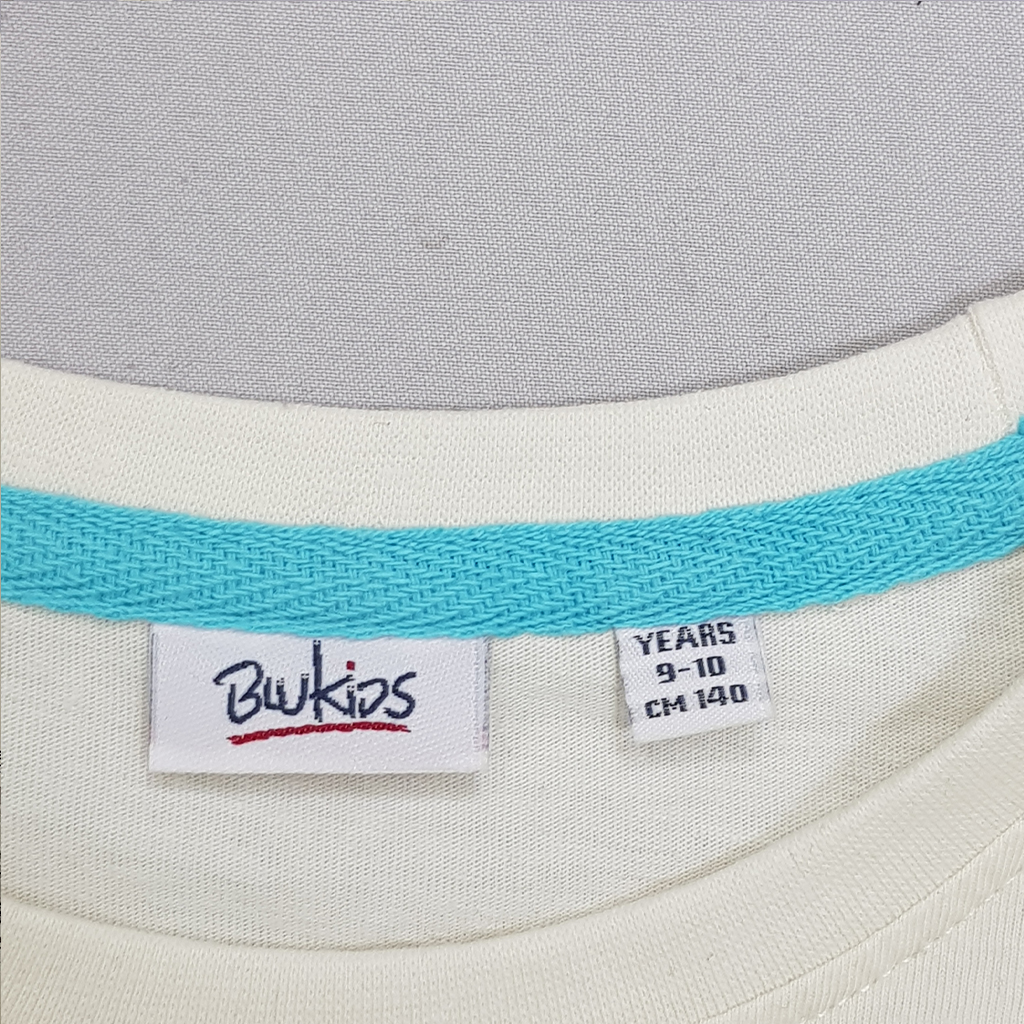 BluKids
YEARS
9-10
CM 140